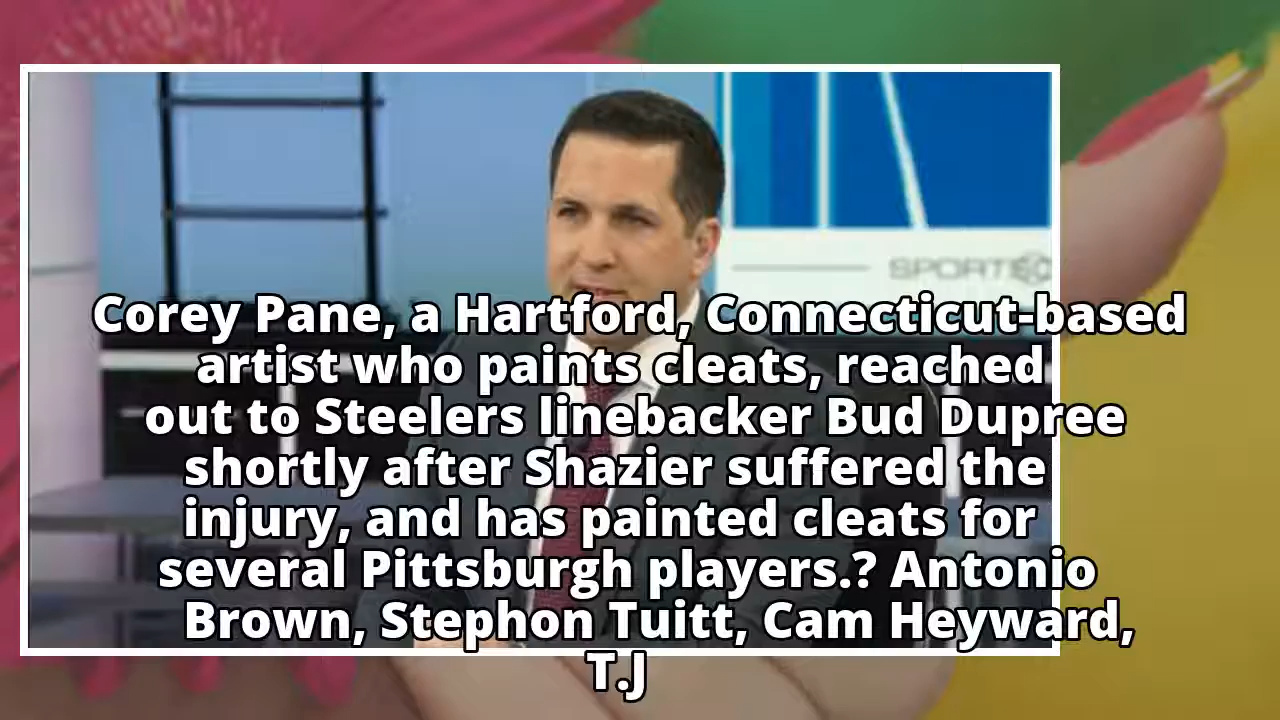 SPORTSC
Corey Pane, a Hartford, Connecticut-based
artist who paints cleats, reached
out to Steelers linebacker Bud Dupree
shortly after Shazier suffered the
injury, and has painted cleats for
several Pittsburgh players.? Antonio
Brown, Stephon Tuitt, Cam Heyward,
T.J